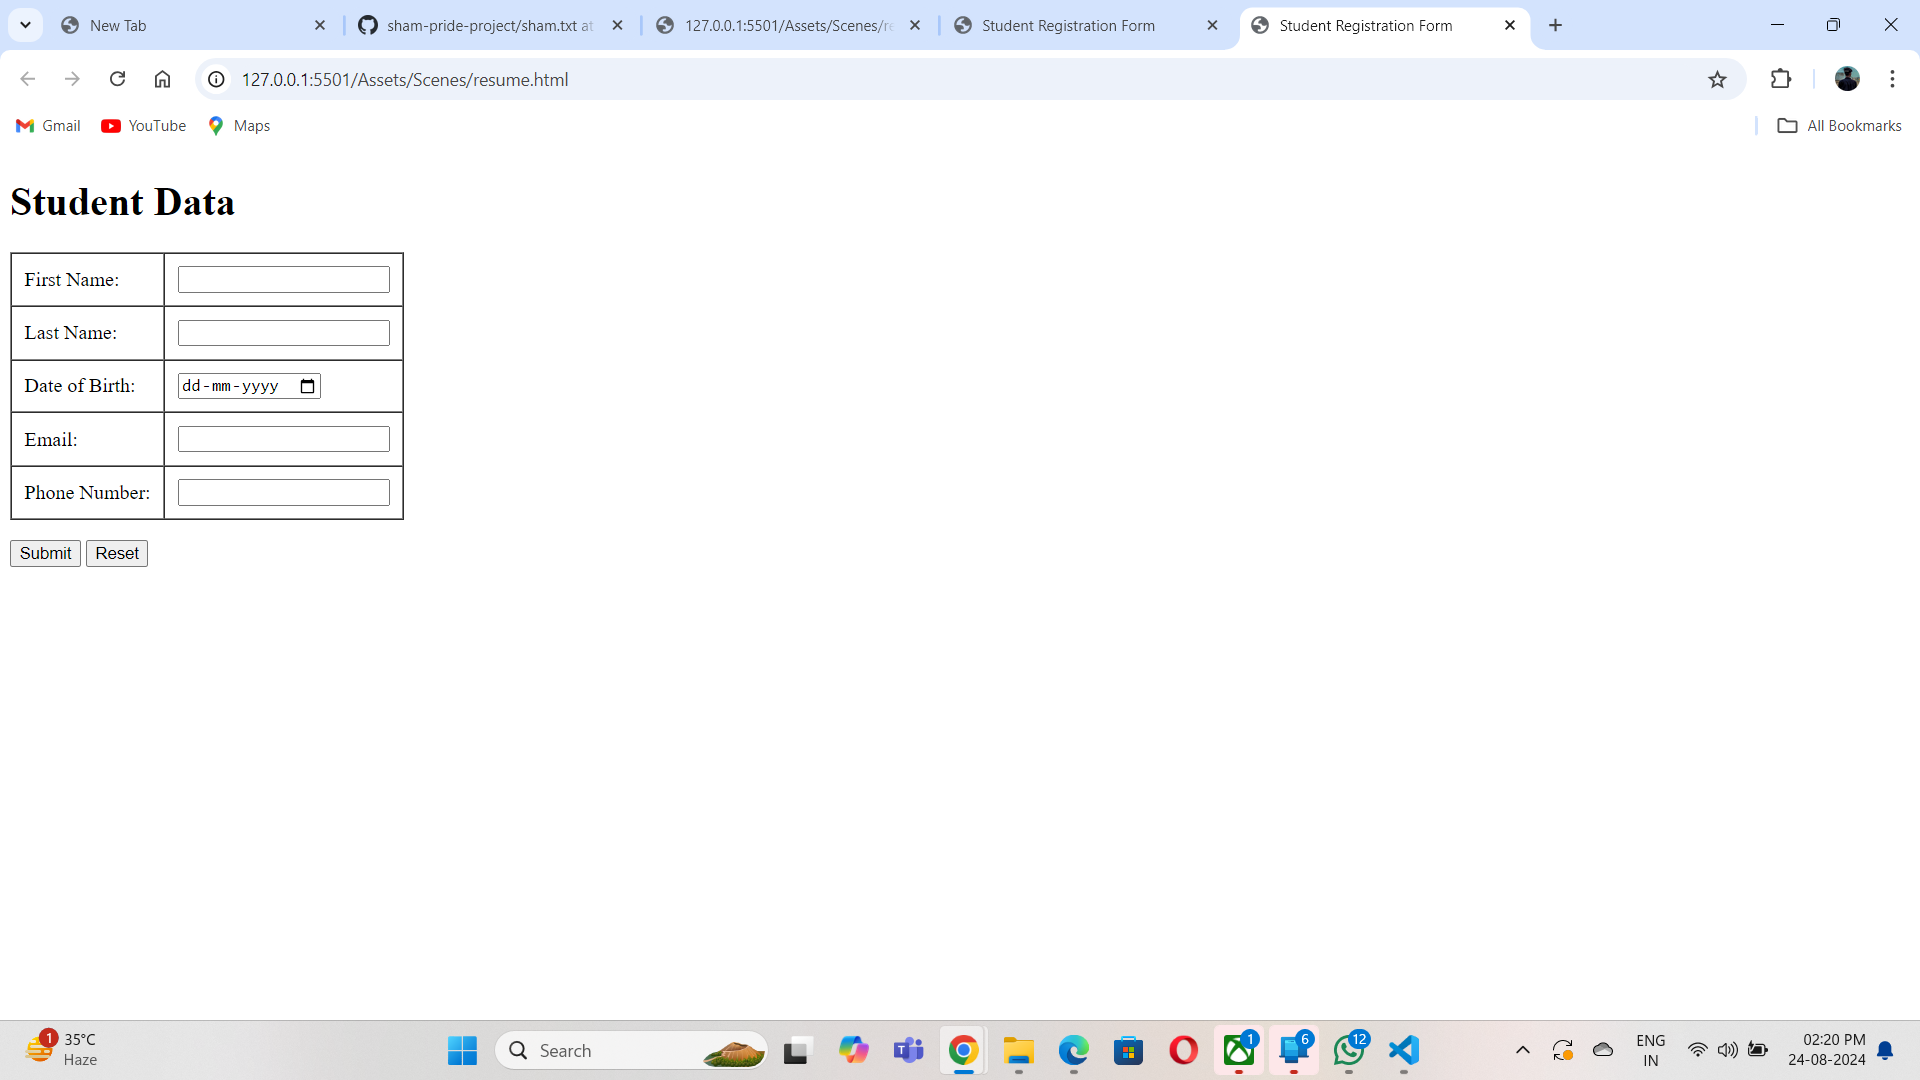 New Tab
sham-pride-project/sham.txt at
127.0.0.1:5501/Assets/Scenes/re
Student Registration Form
Student Registration Form
127.0.0.1:5501/Assets/Scenes/resume.html
Gmail
YouTube
Maps
All Bookmarks
Student Data
First Name:
Last Name:
Date of Birth: dd-mm-yyyy
Email:
Phone Number:
Submit Reset
1
35°C
Haze
Search
1
6
12
ENG
IN
02:20 PM
24-08-2024